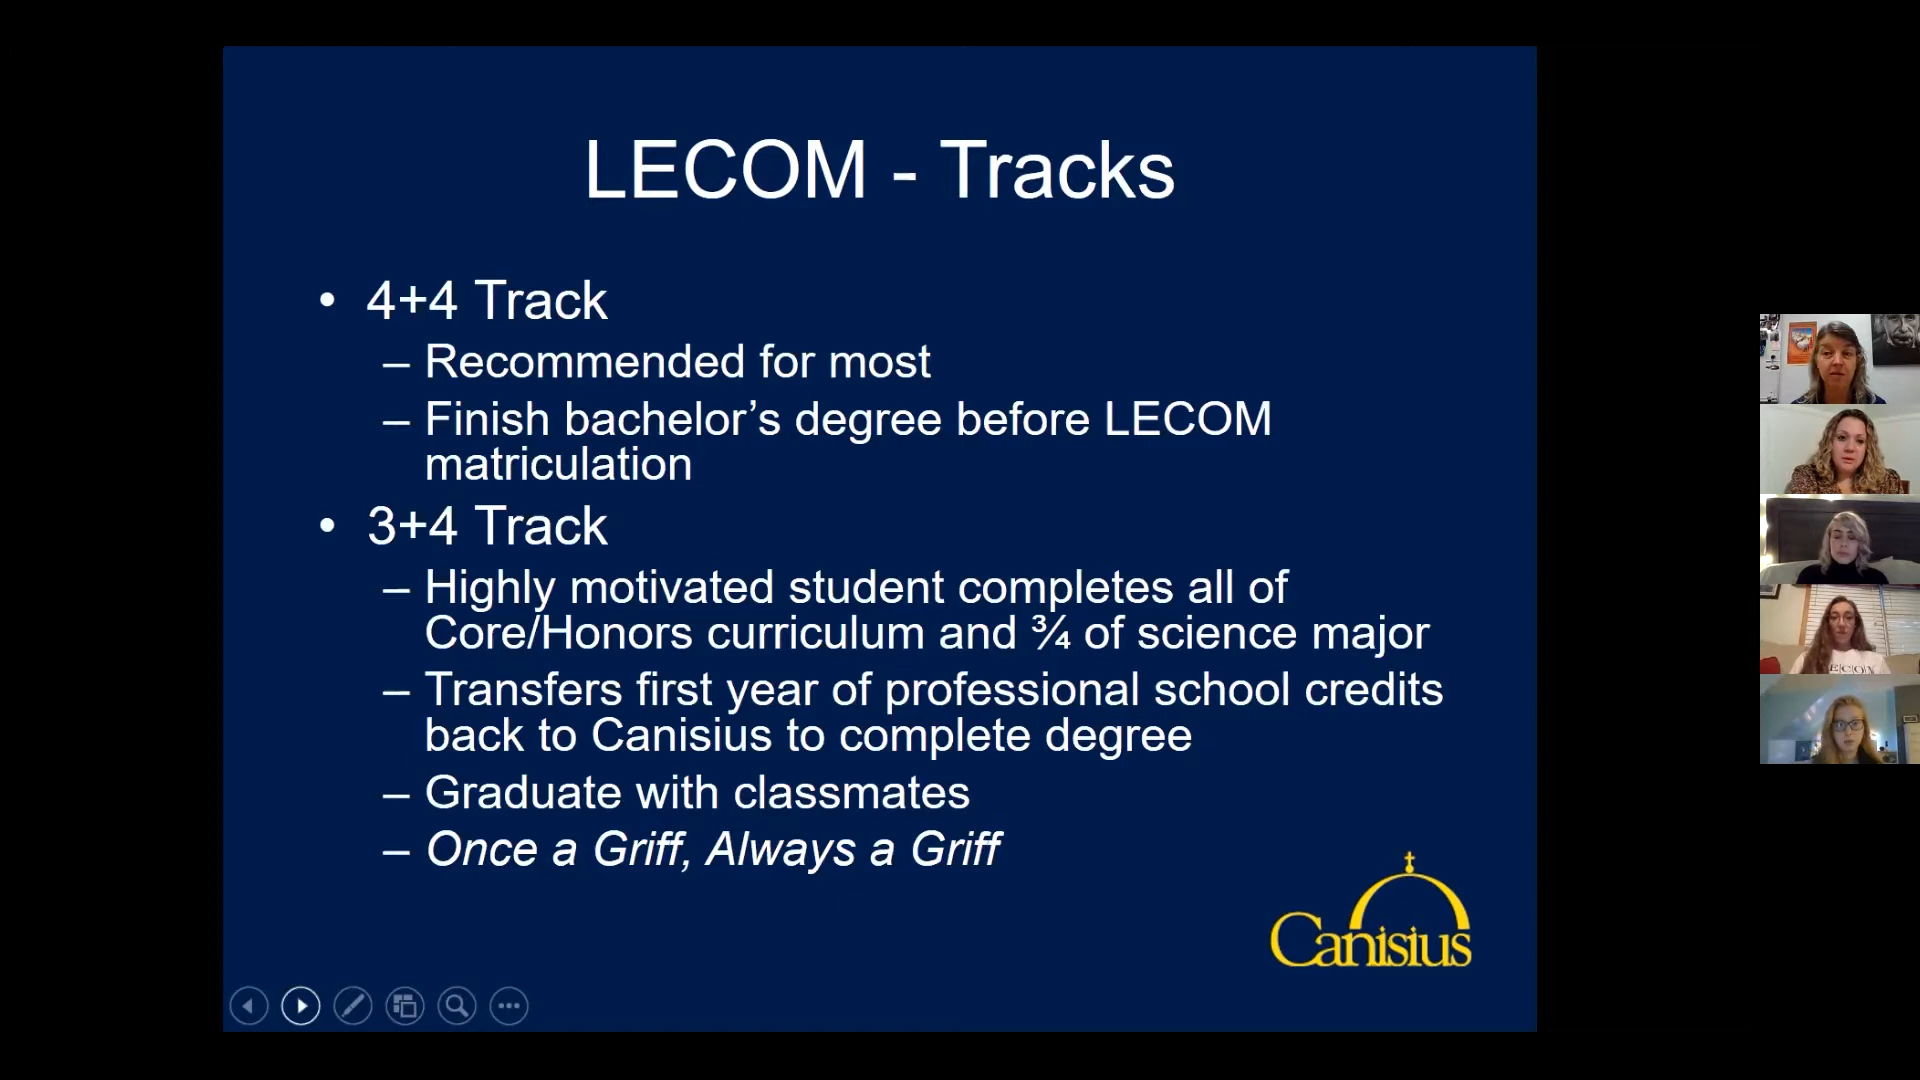 LECOM - Tracks
• 4+4 Track
– Recommended for most
– Finish bachelor’s degree before LECOM
matriculation
• 3+4 Track
– Highly motivated student completes all of
Core/Honors curriculum and ¾ of science major
– Transfers first year of professional school credits
back to Canisius to complete degree
– Graduate with classmates
– Once a Griff, Always a Griff
Canisius